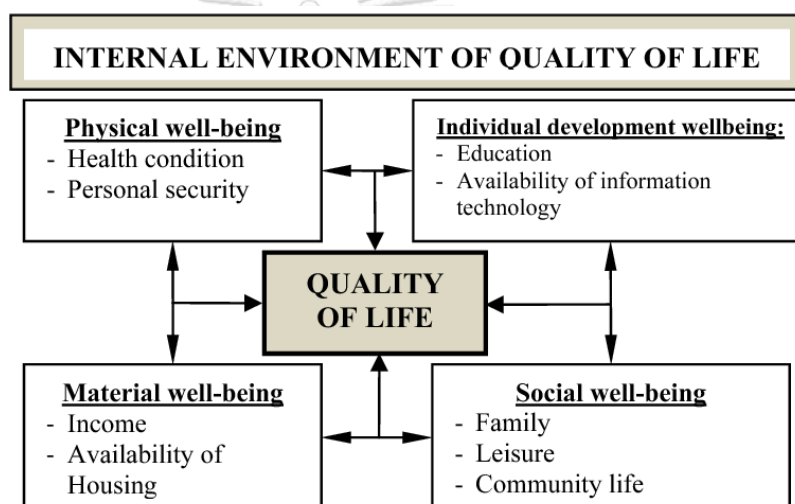 INTERNAL ENVIRONMENT OF QUALITY OF LIFE
Physical well-being
- Health condition
- Personal security
Individual development wellbeing:
- Education
- Availability of information
technology
QUALITY
OF LIFE
Material well-being
- Income
- Availability of
Housing
Social well-being
- Family
- Leisure
- Community life